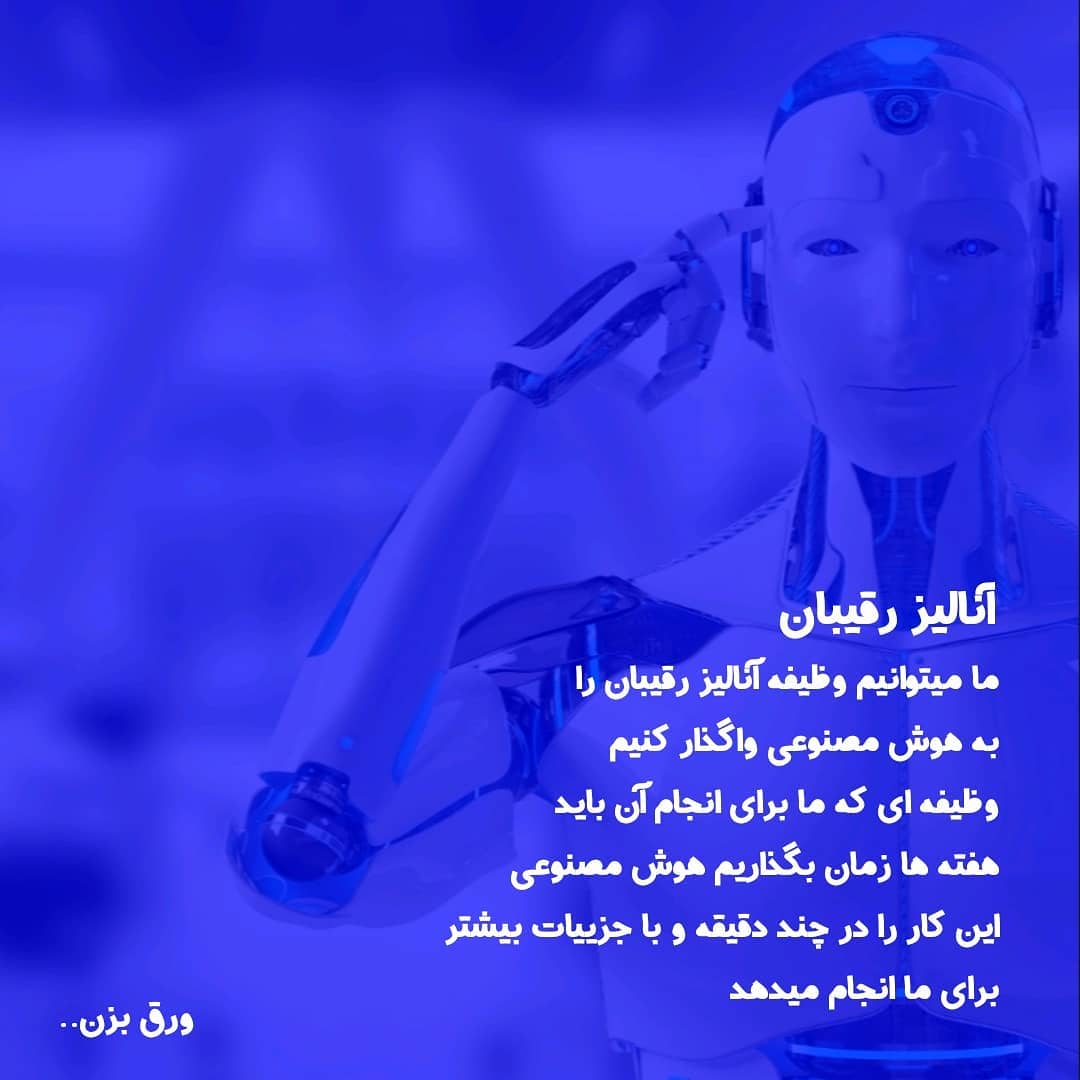 آنالیز رقیبان
ما میتوانیم وظیفه آنالیز رقیبان را
به هوش مصنوعی واگذار کنیم
وظیفه ای که ما برای انجام آن باید
هفته ها زمان بگذاریم هوش مصنوعی
این کار را در چند دقیقه و با جزییات بیشتر
برای ما انجام میدهد
ورق بزن..